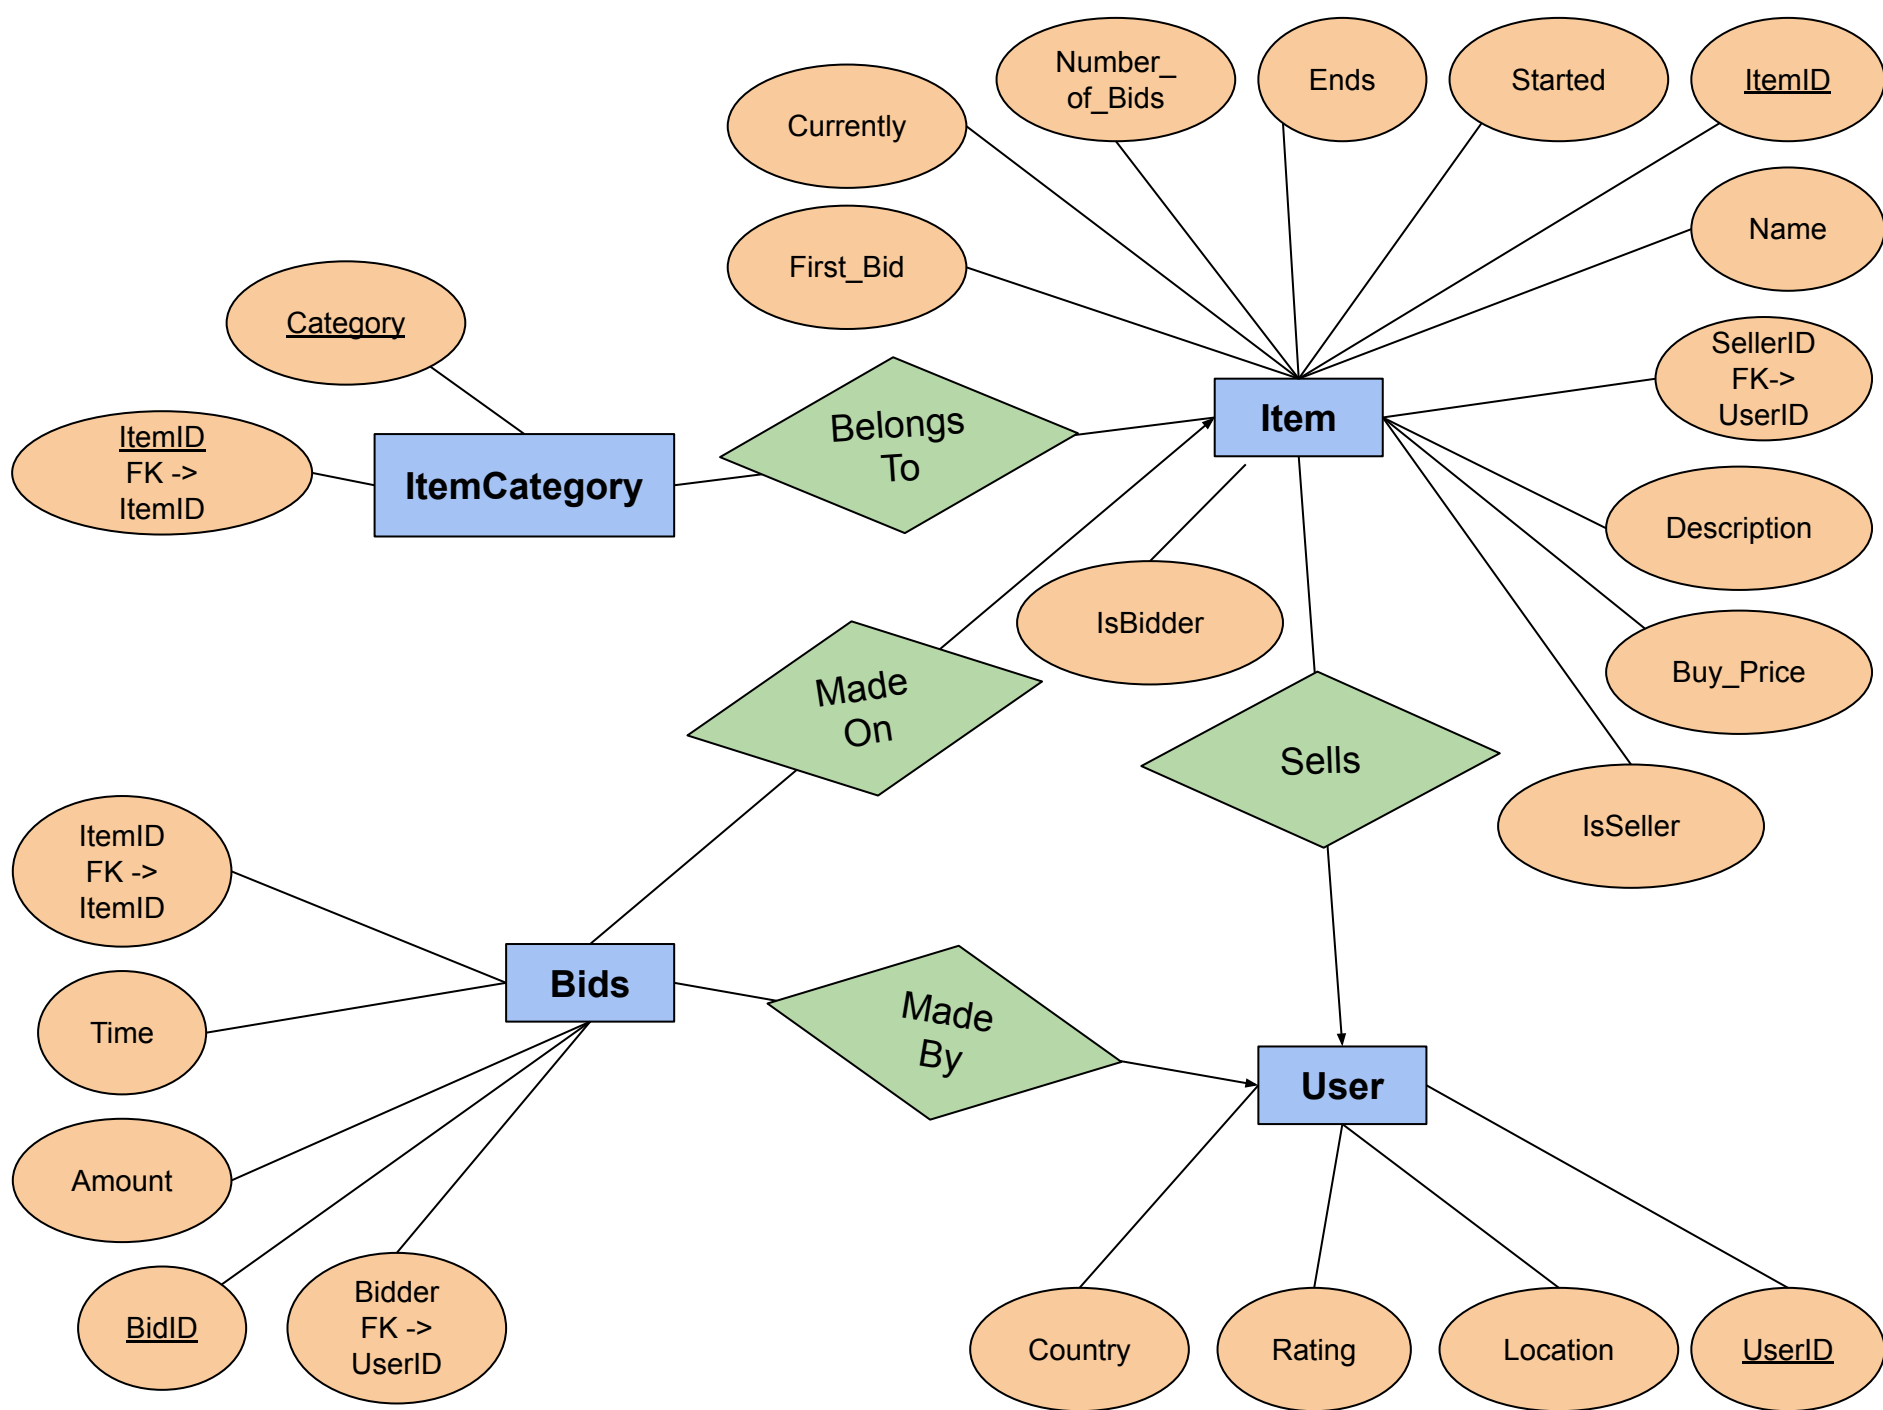 Number_
of_Bids
Ends
Started
ItemID
Currently
Name
First_Bid
Category
SellerID
FK->
UserID
Item
Belongs
To
ItemID
FK ->
ItemID
ItemCategory
Description
IsBidder
Made
On
Buy_Price
Sells
IsSeller
ItemID
FK ->
ItemID
Bids
Time
Made
By
User
Amount
BidID
Bidder
FK ->
UserID
Country
Rating
Location
UserID